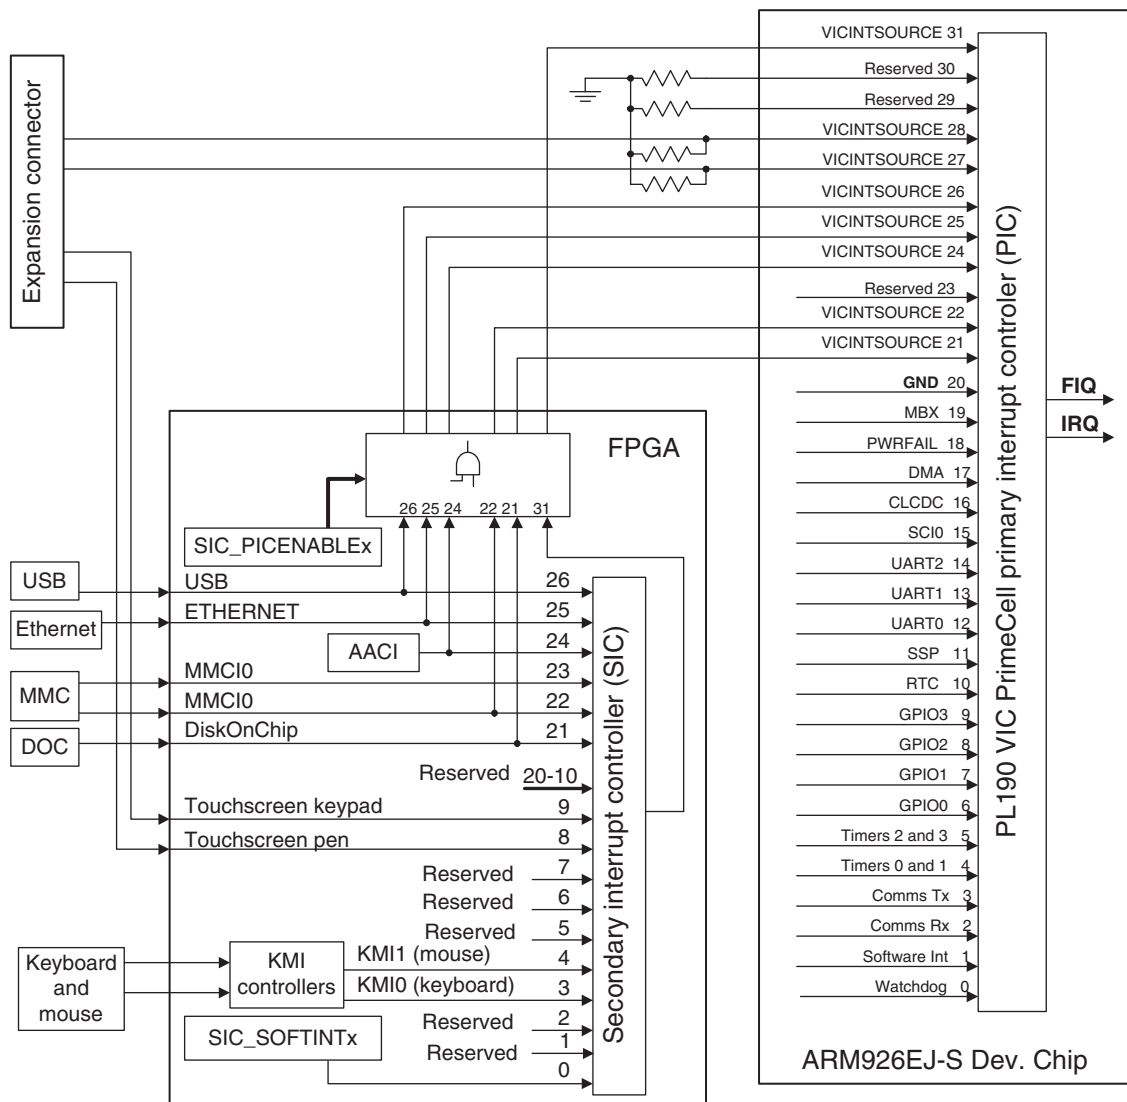 VICINTSOURCE 31
Reserved 30
Reserved 29
VICINTSOURCE 28
VICINTSOURCE 27
VICINTSOURCE 26
VICINTSOURCE 25
VICINTSOURCE 24
Reserved 23
VICINTSOURCE 22
VICINTSOURCE 21
GND 20
MBX 19
PWRFAIL 18
DMA 17
CLCDC 16
SCI0 15
UART2 14
UART1 13
UART0 12
SSP 11
RTC 10
GPIO3 9
GPIO2 8
GPIO1 7
GPIO0 6
Timers 2 and 3 5
Timers 0 and 1 4
Comms Tx 3
Comms Rx 2
Software Int 1
Watchdog 0
PL190 VIC PrimeCell primary interrupt controler (PIC)
FIQ
IRQ
ARM926EJ-S Dev. Chip
Expansion connector
FPGA
26 25 24 22 21 31
SIC_PICENABLEx
USB
USB 26
Ethernet
ETHERNET 25
AACI 24
MMC
MMCI0 23
MMCI0 22
DOC
DiskOnChip 21
Reserved 20-10
Touchscreen keypad 9
Touchscreen pen 8
Reserved 7
Reserved 6
Reserved 5
Keyboard
and
mouse
KMI
controllers
KMI1 (mouse) 4
KMI0 (keyboard) 3
Reserved 2
Reserved 1
SIC_SOFTINTx 0
Secondary interrupt controller (SIC)